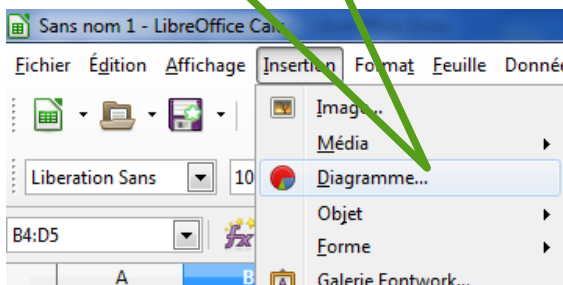 Sans nom 1 - LibreOffice Calc
Fichier Édition Affichage Insertion Format Feuille Donnée
Image...
Média
Liberation Sans 10 Diagramme...
Objet
B4:D5 Forme
A B Galerie Fontwork...